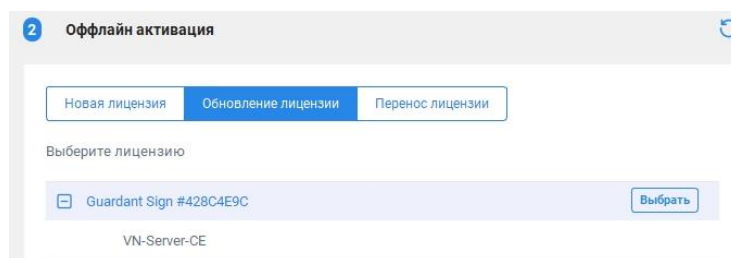 2 Оффлайн активация
Новая лицензия Обновление лицензии Перенос лицензии
Выберите лицензию
Guardant Sign #428C4E9C Выбрать
VN-Server-CE